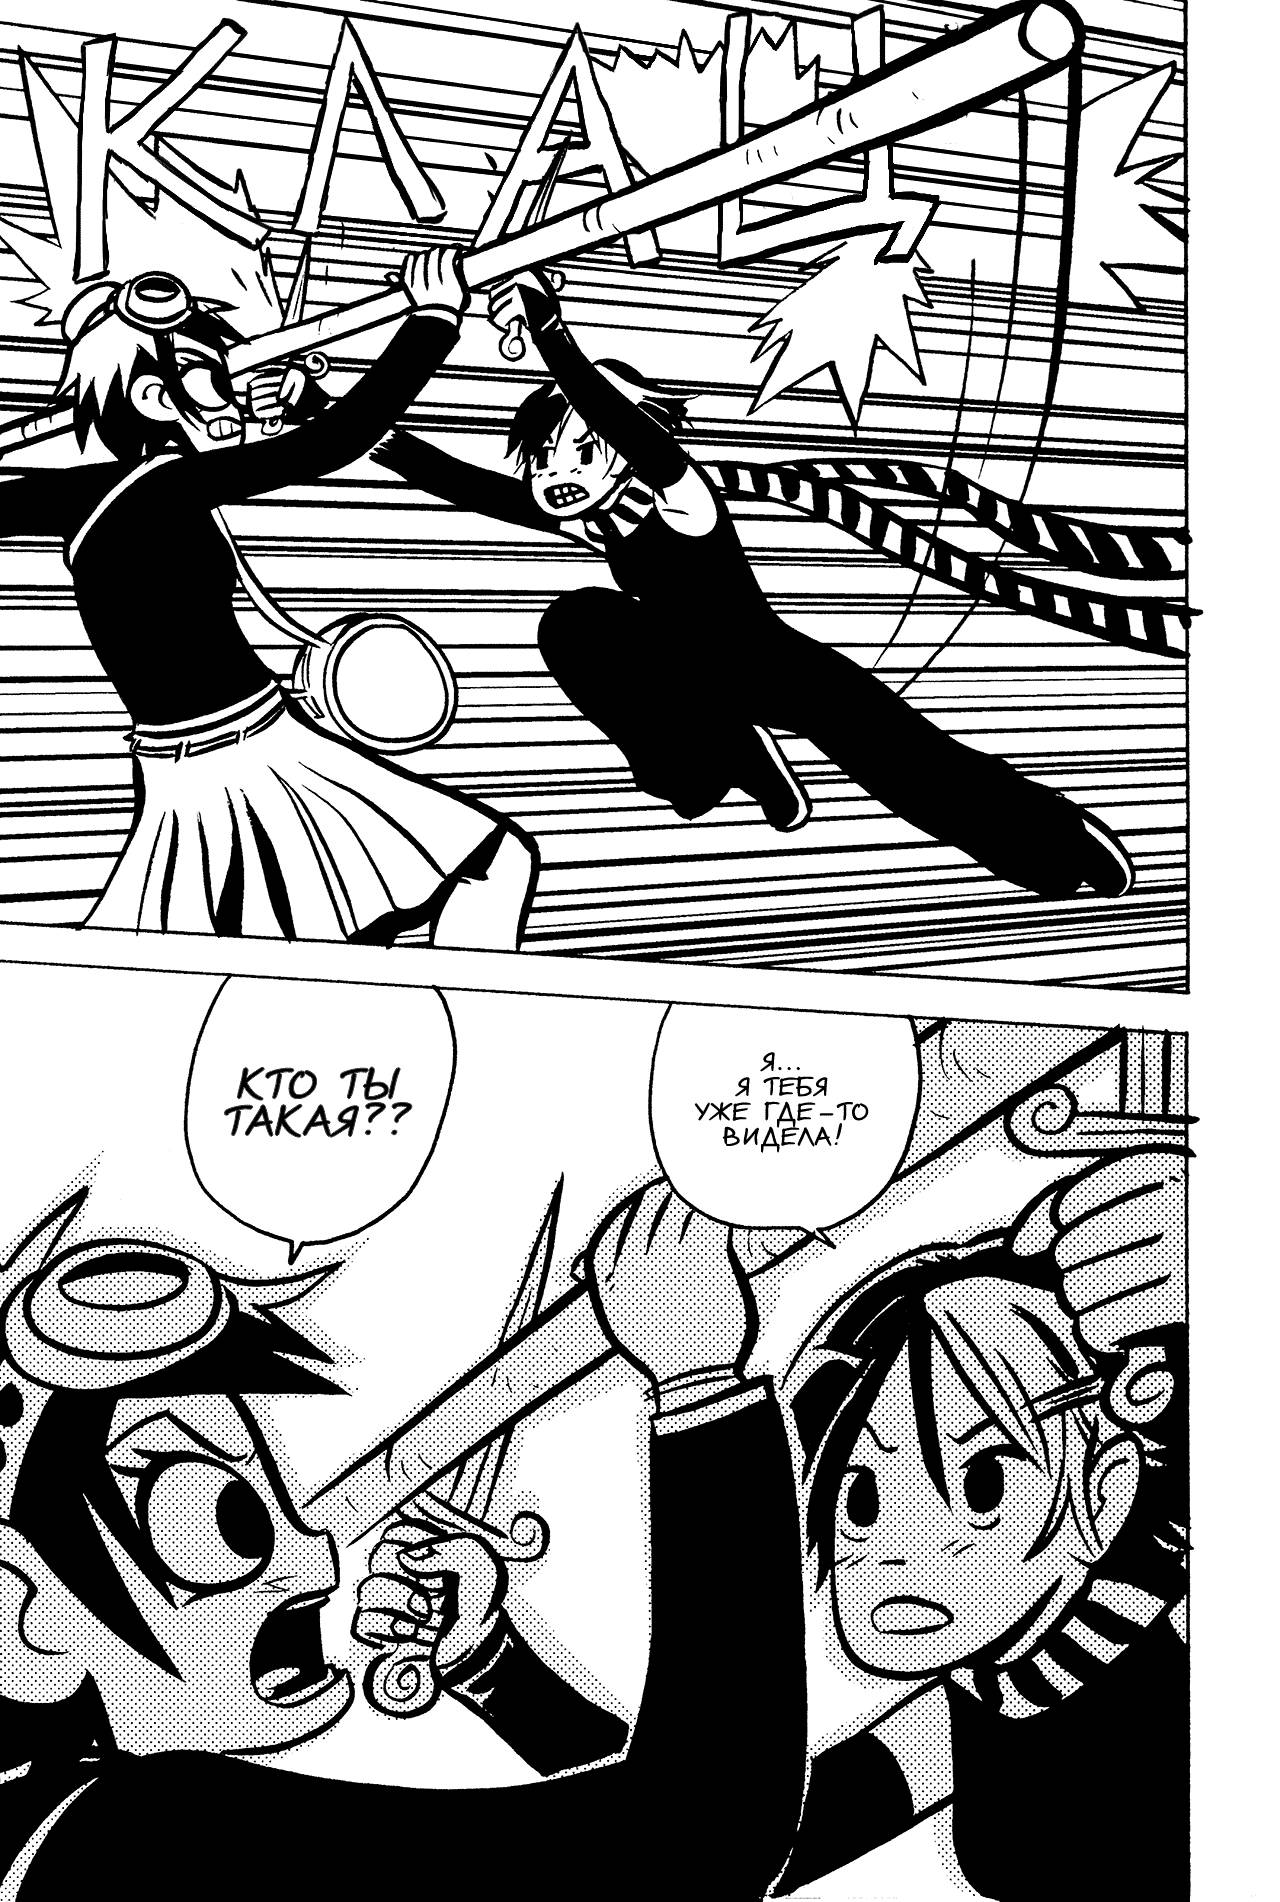 КЛАЦ
КТО ТЫ
ТАКАЯ??
Я...
Я ТЕБЯ
УЖЕ ГДЕ-ТО
ВИДЕЛА!